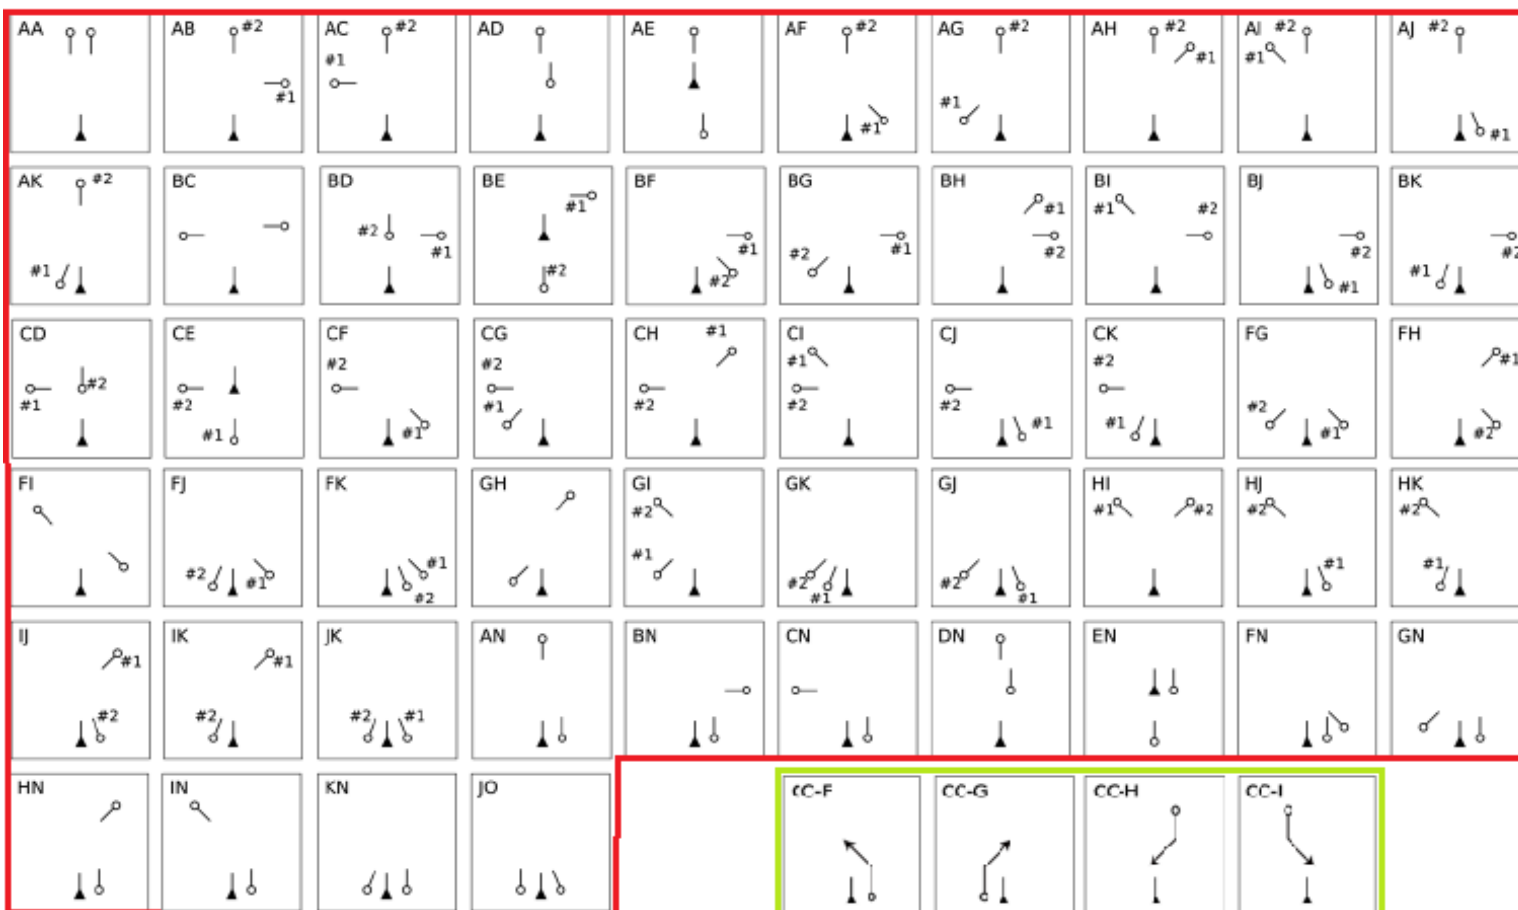 AA
AB #2 #1
AC #2 #1
AD
AE
AF #2 #1
AG #2 #1
AH #2 #1
AI #2 #1
AJ #2 #1
AK #2 #1
BC
BD #2 #1
BE #1 #2
BF #1 #2
BG #2 #1
BH #1 #2
BI #1 #2
BJ #2 #1
BK #2 #1
CD #2 #1
CE #2 #1
CF #2 #1
CG #2 #1
CH #1 #2
CI #1 #2
CJ #2 #1
CK #2 #1
FG #2 #1
FH #1 #2
FI
FJ #2 #1
FK #1 #2
GH
GI #2 #1
GK #2 #1
GJ #2 #1
HI #1 #2
HJ #2 #1
HK #2 #1
IJ #1 #2
IK #1 #2
JK #2 #1
AN
BN
CN
DN
EN
FN
GN
HN
IN
KN
JO
CC-F
CC-G
CC-H
CC-I